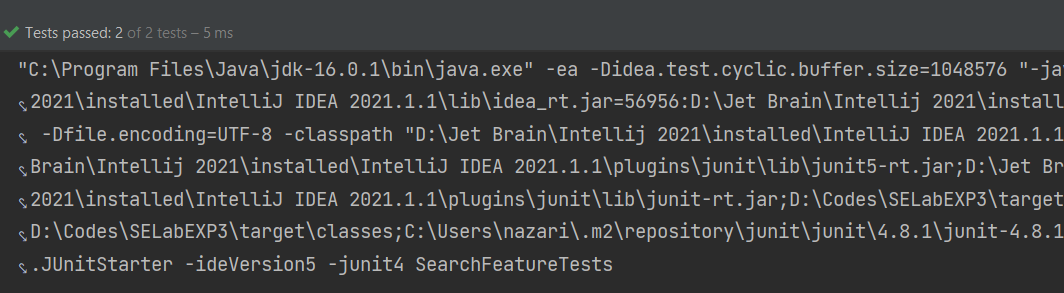 Tests passed: 2 of 2 tests – 5 ms
"C:\Program Files\Java\jdk-16.0.1\bin\java.exe" -ea -Didea.test.cyclic.buffer.size=1048576 "-ja
2021\installed\IntelliJ IDEA 2021.1.1\lib\idea_rt.jar=56956:D:\Jet Brain\Intellij 2021\install
-Dfile.encoding=UTF-8 -classpath "D:\Jet Brain\Intellij 2021\installed\IntelliJ IDEA 2021.1.1
Brain\Intellij 2021\installed\IntelliJ IDEA 2021.1.1\plugins\junit\lib\junit5-rt.jar;D:\Jet Br
2021\installed\IntelliJ IDEA 2021.1.1\plugins\junit\lib\junit-rt.jar;D:\Codes\SELabEXP3\target
D:\Codes\SELabEXP3\target\classes;C:\Users\nazari\.m2\repository\junit\junit\4.8.1\junit-4.8.1
.JUnitStarter -ideVersion5 -junit4 SearchFeatureTests